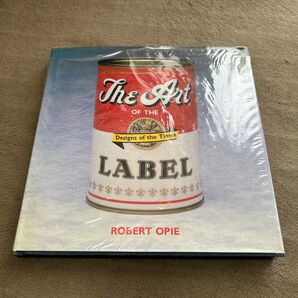 The Art
OF THE
Designs of the Times
LABEL
ROBERT OPIE